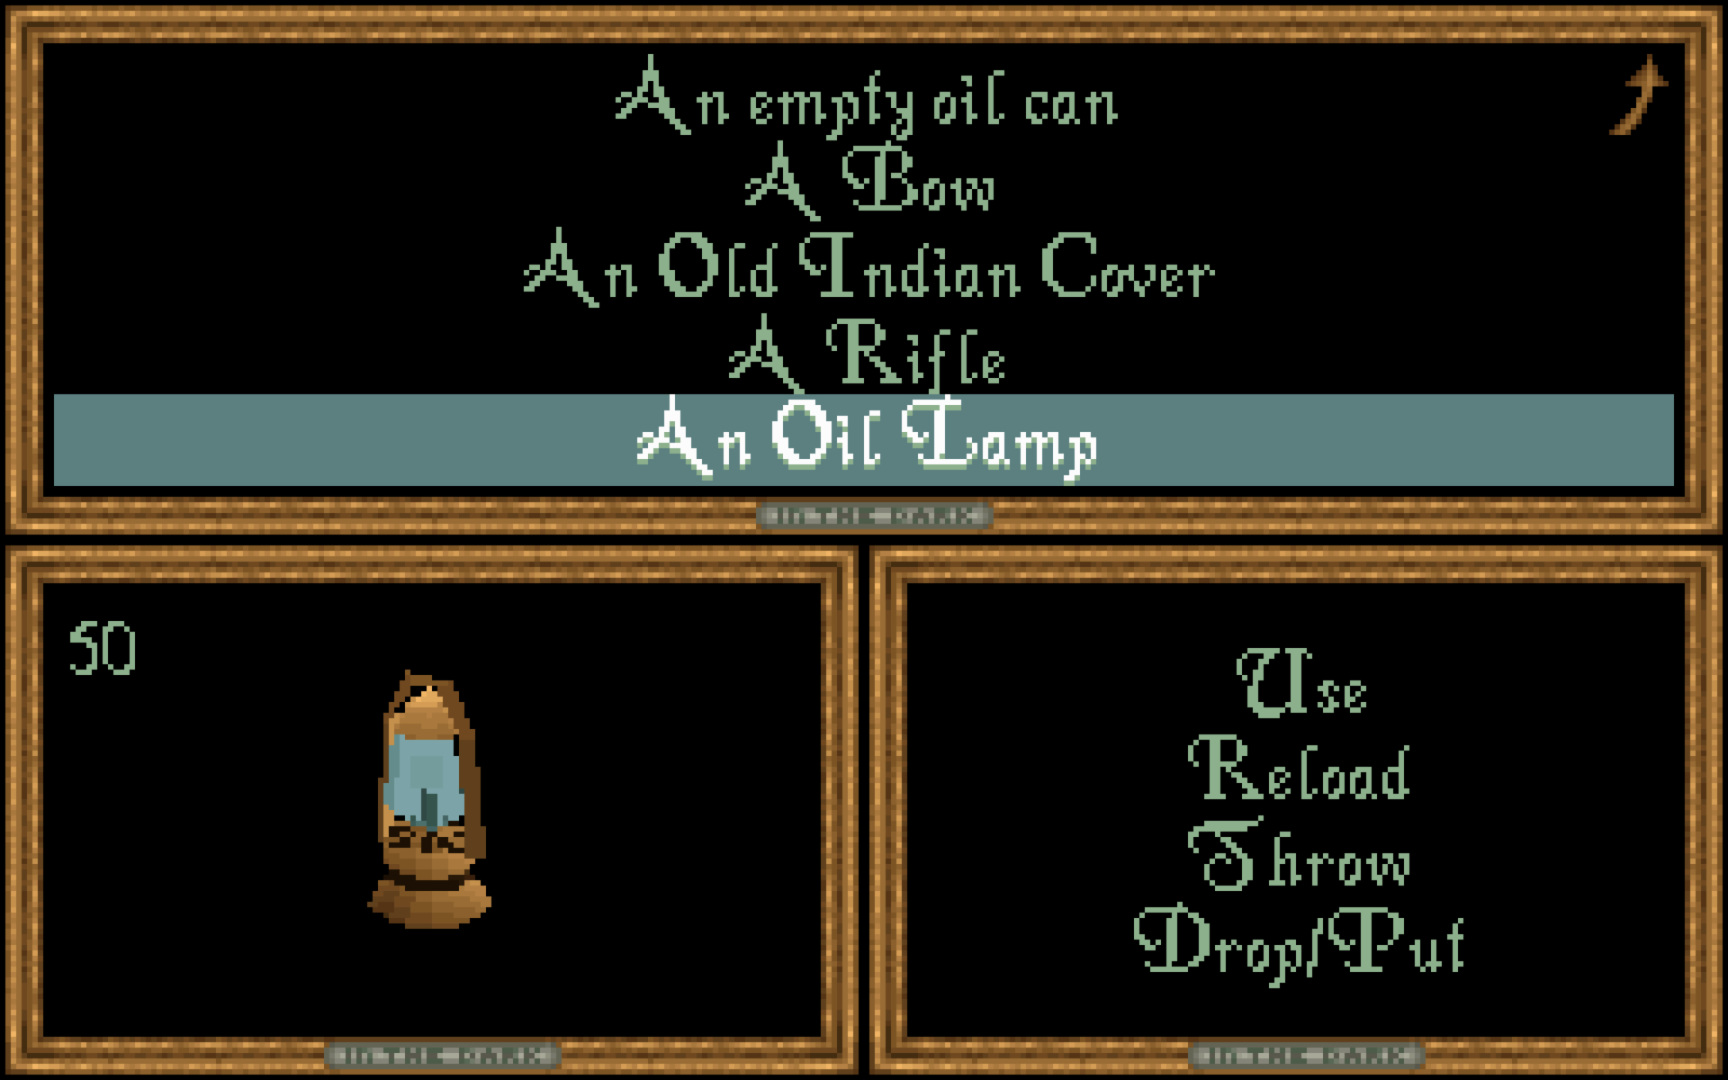 An empty oil can
A Bow
An Old Indian Cover
A Rifle
An Oil Lamp
50
Use
Reload
Throw
Drop/Put